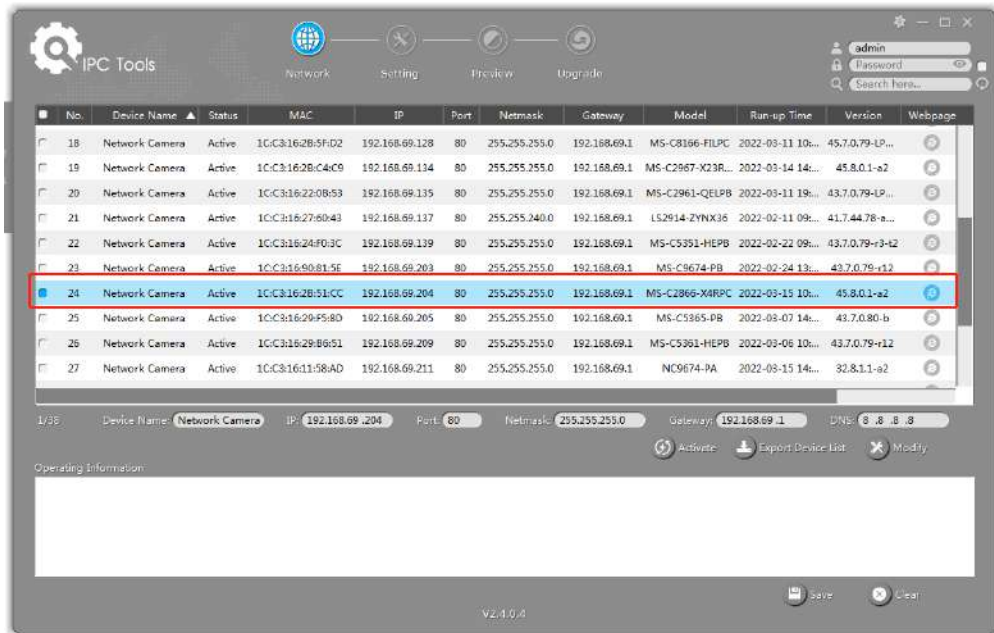 IPC Tools
Network Setting Preview Upgrade
admin
Password
Search here...
No. Device Name ▲ Status MAC IP Port Netmask Gateway Model Run-up Time Version Webpage
18 Network Camera Active 1C:C3:16:2B:5F:D2 192.168.69.128 80 255.255.255.0 192.168.69.1 MS-C8166-FILPC 2022-03-11 10:... 45.7.0.79-LP...
19 Network Camera Active 1C:C3:16:2B:C4:C9 192.168.69.134 80 255.255.255.0 192.168.69.1 MS-C2967-X23R... 2022-03-14 14:... 45.8.0.1-a2
20 Network Camera Active 1C:C3:16:22:0B:53 192.168.69.135 80 255.255.255.0 192.168.69.1 MS-C2961-QELPB 2022-03-11 19:... 43.7.0.79-LP...
21 Network Camera Active 1C:C3:16:27:60:43 192.168.69.137 80 255.255.240.0 192.168.69.1 LS2914-ZYNX36 2022-02-11 09:... 41.7.44.78-a...
22 Network Camera Active 1C:C3:16:24:F0:3C 192.168.69.139 80 255.255.255.0 192.168.69.1 MS-C5351-HEPB 2022-02-22 09:... 43.7.0.79-r3-t2
23 Network Camera Active 1C:C3:16:90:81:5E 192.168.69.203 80 255.255.255.0 192.168.69.1 MS-C9674-PB 2022-02-24 13:... 43.7.0.79-r12
24 Network Camera Active 1C:C3:16:2B:51:CC 192.168.69.204 80 255.255.255.0 192.168.69.1 MS-C2866-X4RPC 2022-03-15 10:... 45.8.0.1-a2
25 Network Camera Active 1C:C3:16:29:F5:8D 192.168.69.205 80 255.255.255.0 192.168.69.1 MS-C5365-PB 2022-03-07 14:... 43.7.0.80-b
26 Network Camera Active 1C:C3:16:29:B6:51 192.168.69.209 80 255.255.255.0 192.168.69.1 MS-C5361-HEPB 2022-03-06 10:... 43.7.0.79-r12
27 Network Camera Active 1C:C3:16:11:58:AD 192.168.69.211 80 255.255.255.0 192.168.69.1 NC9674-PA 2022-03-15 14:... 32.8.1.1-a2
1/38 Device Name: Network Camera IP: 192.168.69 .204 Port: 80 Netmask: 255.255.255.0 Gateway: 192.168.69 .1 DNS: 8 .8 .8 .8
Activate Export Device List Modify
Operating Information
Save Clear
V2.4.0.4